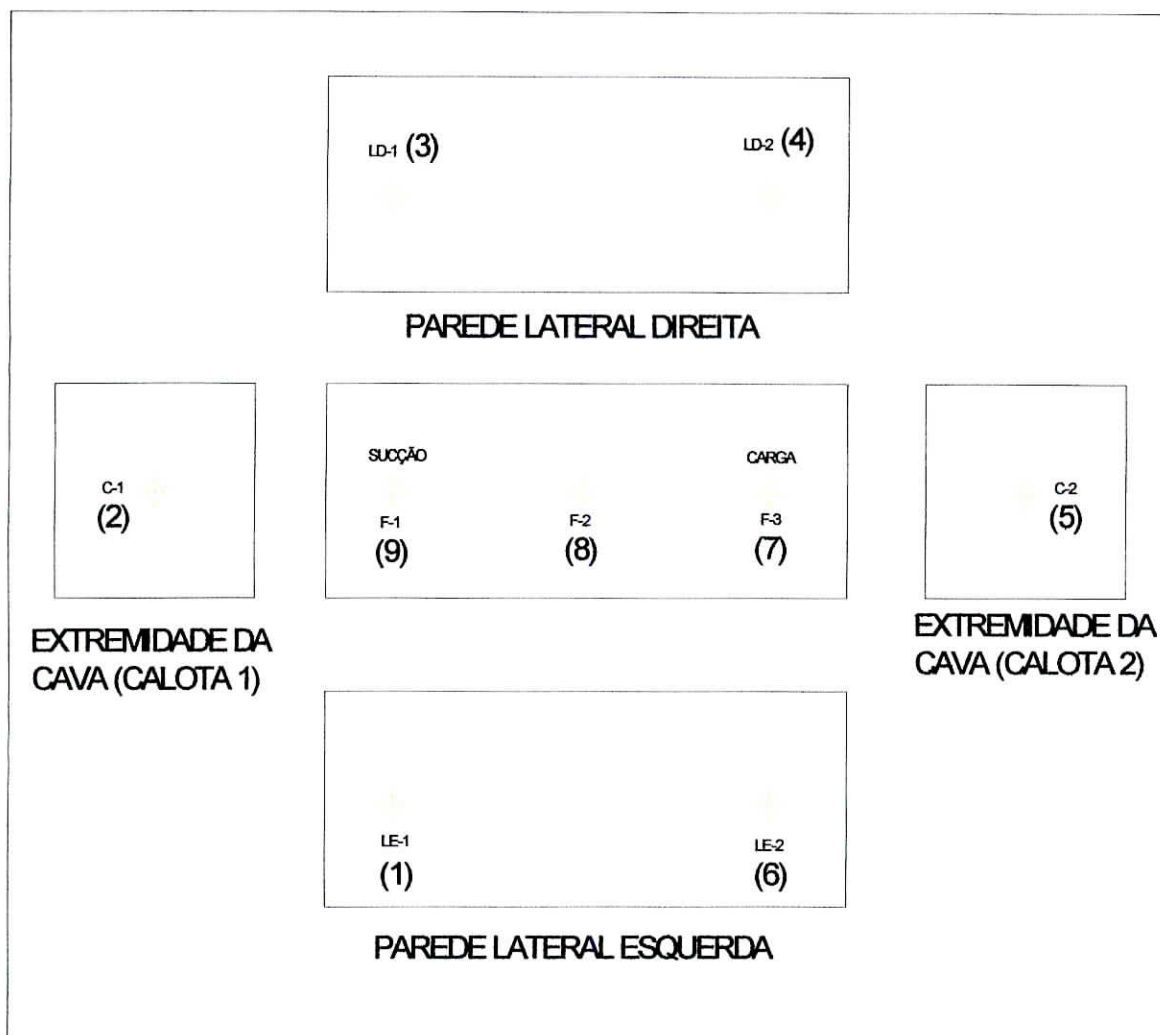 LD-1 (3)
LD-2 (4)
PAREDE LATERAL DIREITA
SUCÇÃO
CARGA
C-1
(2)
F-1
(9)
F-2
(8)
F-3
(7)
C-2
(5)
EXTREMIDADE DA
CAVA (CALOTA 1)
EXTREMIDADE DA
CAVA (CALOTA 2)
LE-1
(1)
LE-2
(6)
PAREDE LATERAL ESQUERDA